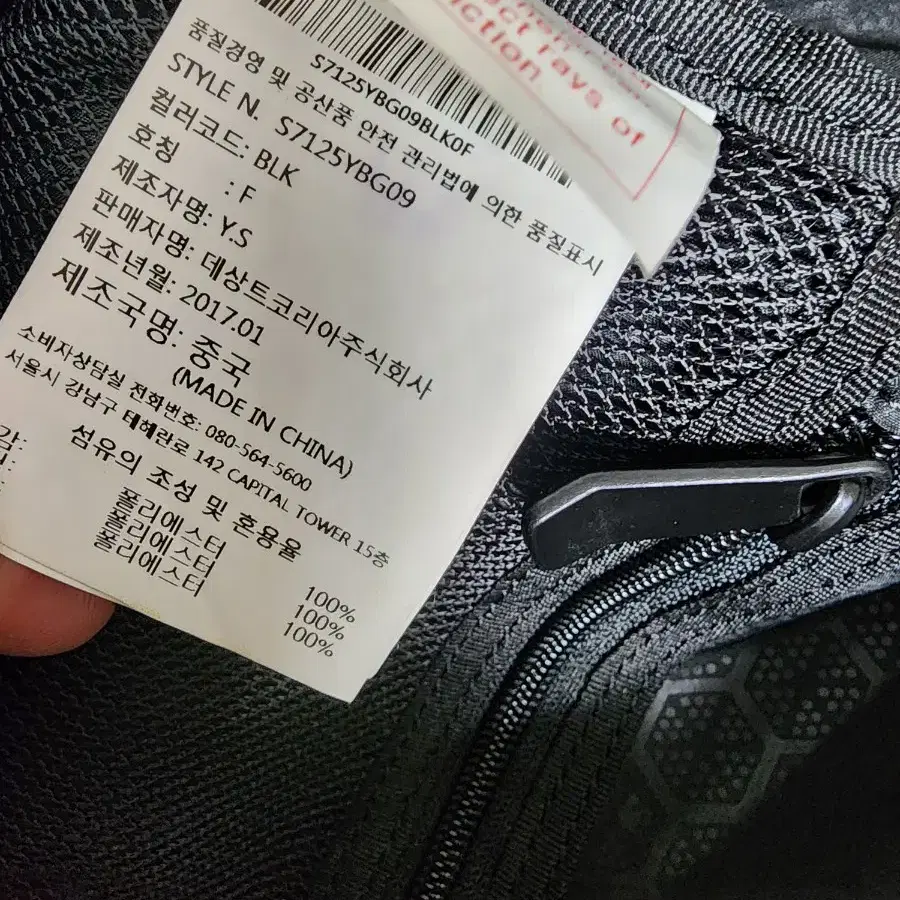 S7125YBG09BLK0F
품질경영 및 공산품 안전 관리법에 의한 품질표시
STYLE N. S7125YBG09
컬러코드: BLK
호칭 : F
제조자명: Y.S
판매자명: 데상트코리아주식회사
제조년월: 2017.01
제조국명: 중국
(MADE IN CHINA)
소비자상담실 전화번호: 080-564-5600
서울시 강남구 테헤란로 142 CAPITAL TOWER 15층
섬유의 조성 및 혼용율
감:
폴리에스터 100%
폴리에스터 100%
폴리에스터 100%
ct rays of
ction